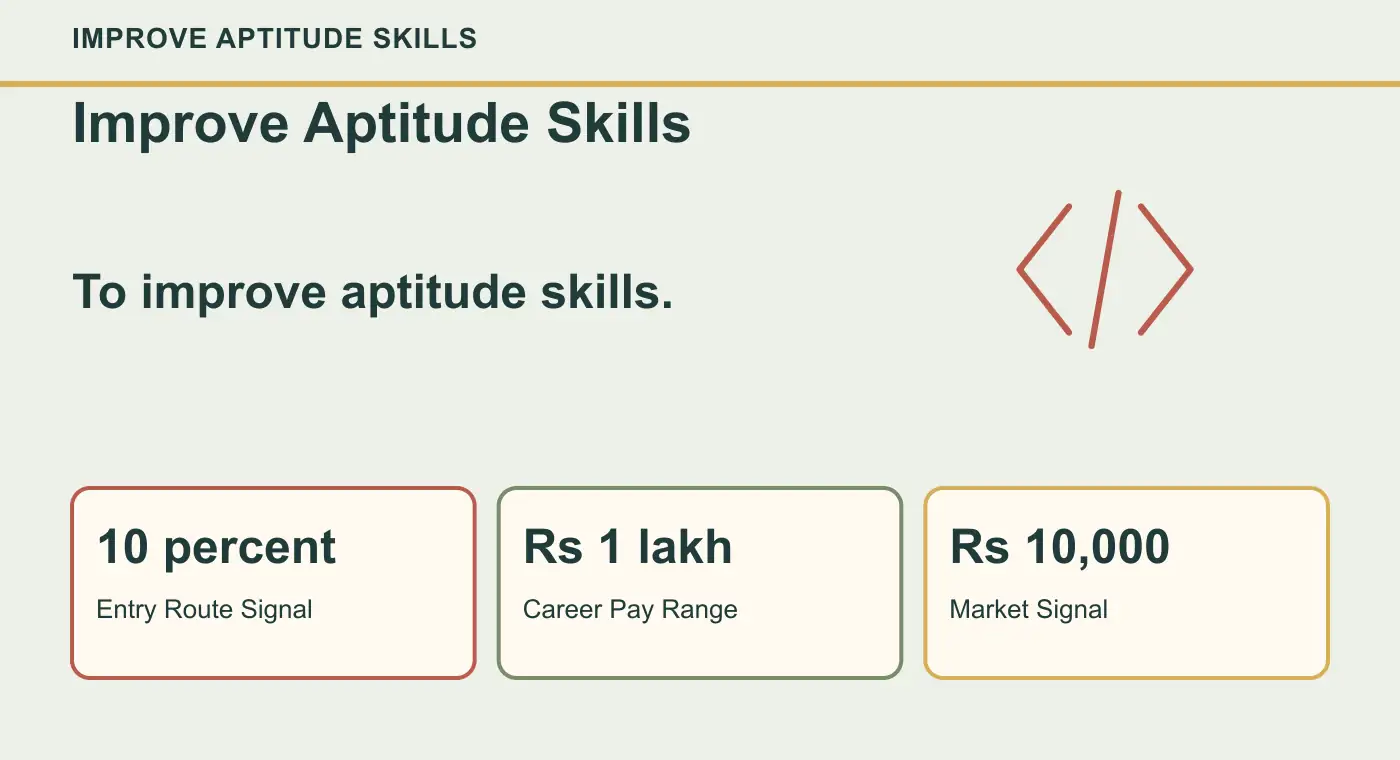 IMPROVE APTITUDE SKILLS
Improve Aptitude Skills
To improve aptitude skills.
10 percent
Entry Route Signal
Rs 1 lakh
Career Pay Range
Rs 10,000
Market Signal